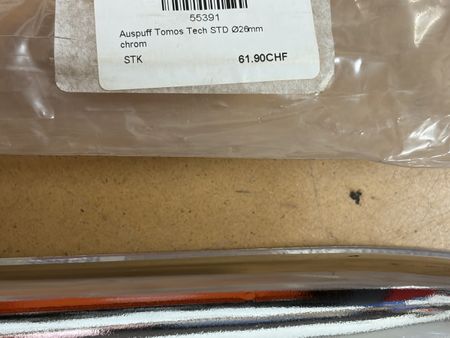 55391
Auspuff Tomos Tech STD Ø26mm
chrom
STK 61.90CHF